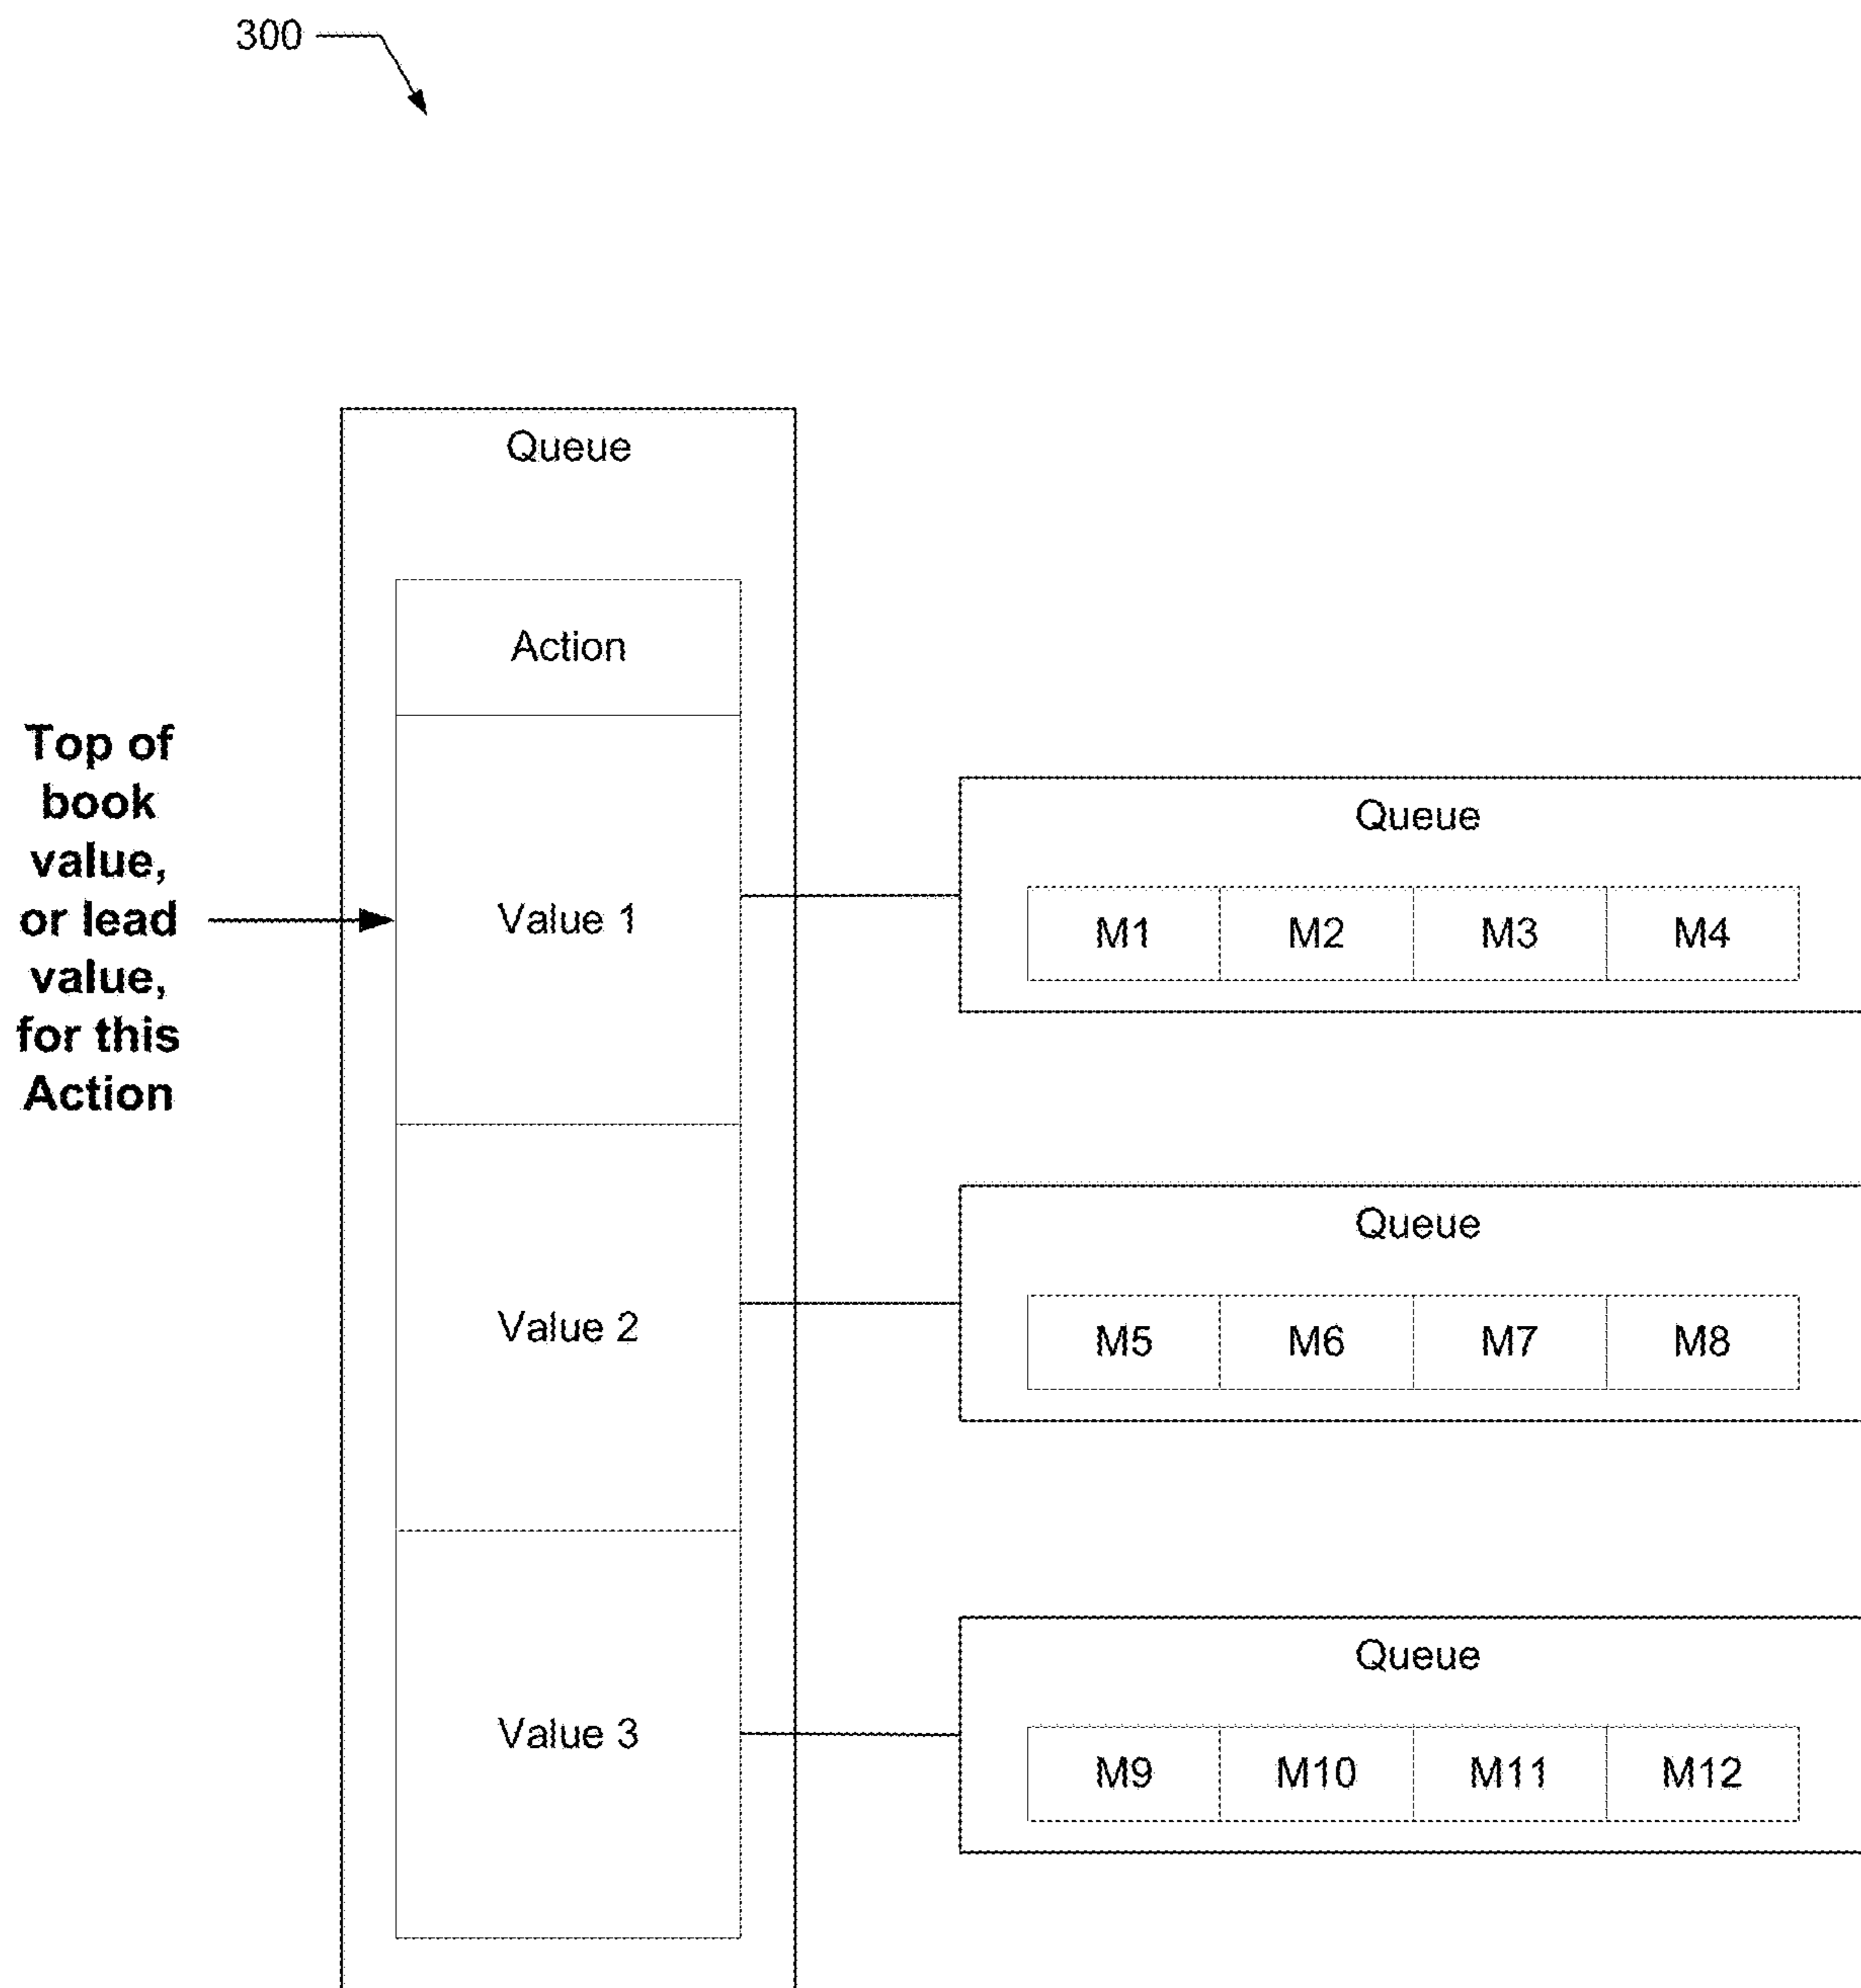 300
Queue
Action
Top of
book
value,
or lead
value,
for this
Action
Value 1
Queue
M1 M2 M3 M4
Value 2
Queue
M5 M6 M7 M8
Value 3
Queue
M9 M10 M11 M12